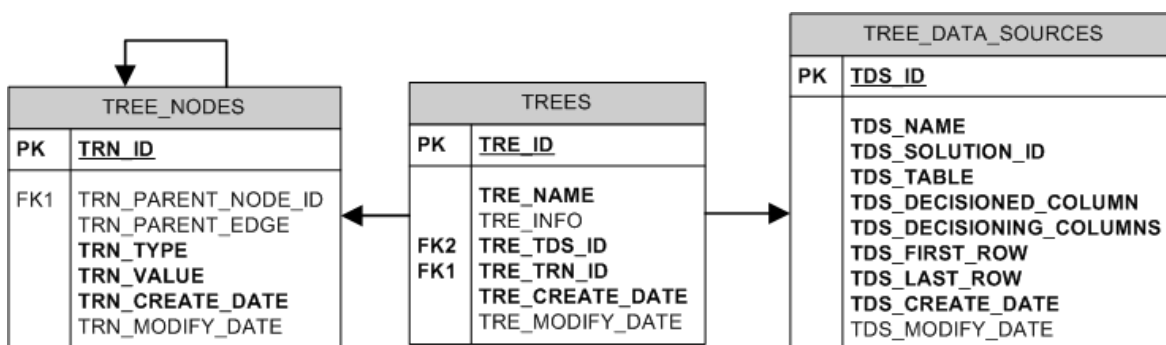 TREE_NODES
PK TRN_ID
FK1 TRN_PARENT_NODE_ID
TRN_PARENT_EDGE
TRN_TYPE
TRN_VALUE
TRN_CREATE_DATE
TRN_MODIFY_DATE
TREES
PK TRE_ID
TRE_NAME
TRE_INFO
FK2 TRE_TDS_ID
FK1 TRE_TRN_ID
TRE_CREATE_DATE
TRE_MODIFY_DATE
TREE_DATA_SOURCES
PK TDS_ID
TDS_NAME
TDS_SOLUTION_ID
TDS_TABLE
TDS_DECISIONED_COLUMN
TDS_DECISIONING_COLUMNS
TDS_FIRST_ROW
TDS_LAST_ROW
TDS_CREATE_DATE
TDS_MODIFY_DATE